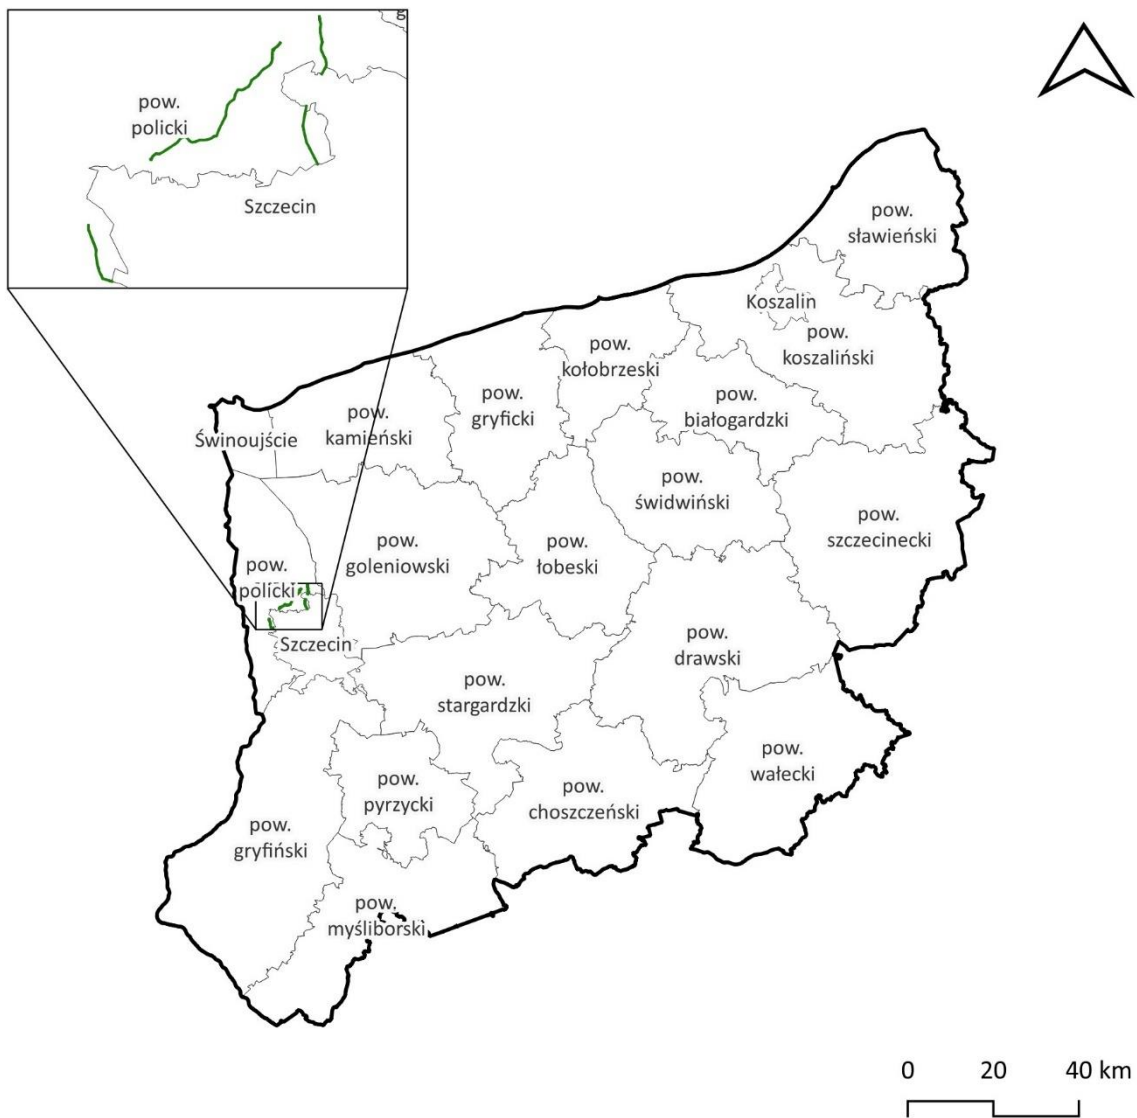 g
pow.
policki
Szczecin
pow.
sławieński
Koszalin
pow.
koszaliński
pow.
kołobrzeski
pow.
białogardzki
pow.
gryficki
pow.
kamieński
Świnoujście
pow.
świdwiński
pow.
szczecinecki
pow.
goleniowski
pow.
łobeski
pow.
policki
Szczecin
pow.
drawski
pow.
stargardzki
pow.
wałecki
pow.
pyrzycki
pow.
choszczeński
pow.
gryfiński
pow.
myśliborski
0 20 40 km